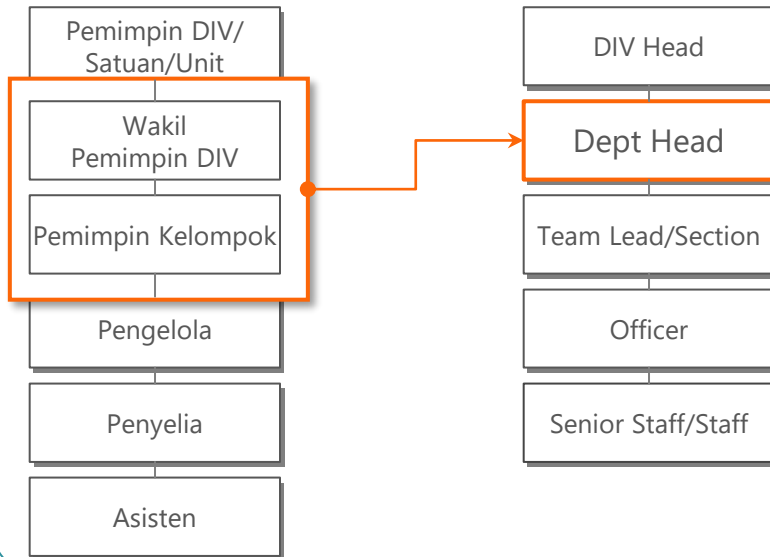 Pemimpin DIV/
Satuan/Unit
Wakil
Pemimpin DIV
Pemimpin Kelompok
Pengelola
Penyelia
Asisten
DIV Head
Dept Head
Team Lead/Section
Officer
Senior Staff/Staff